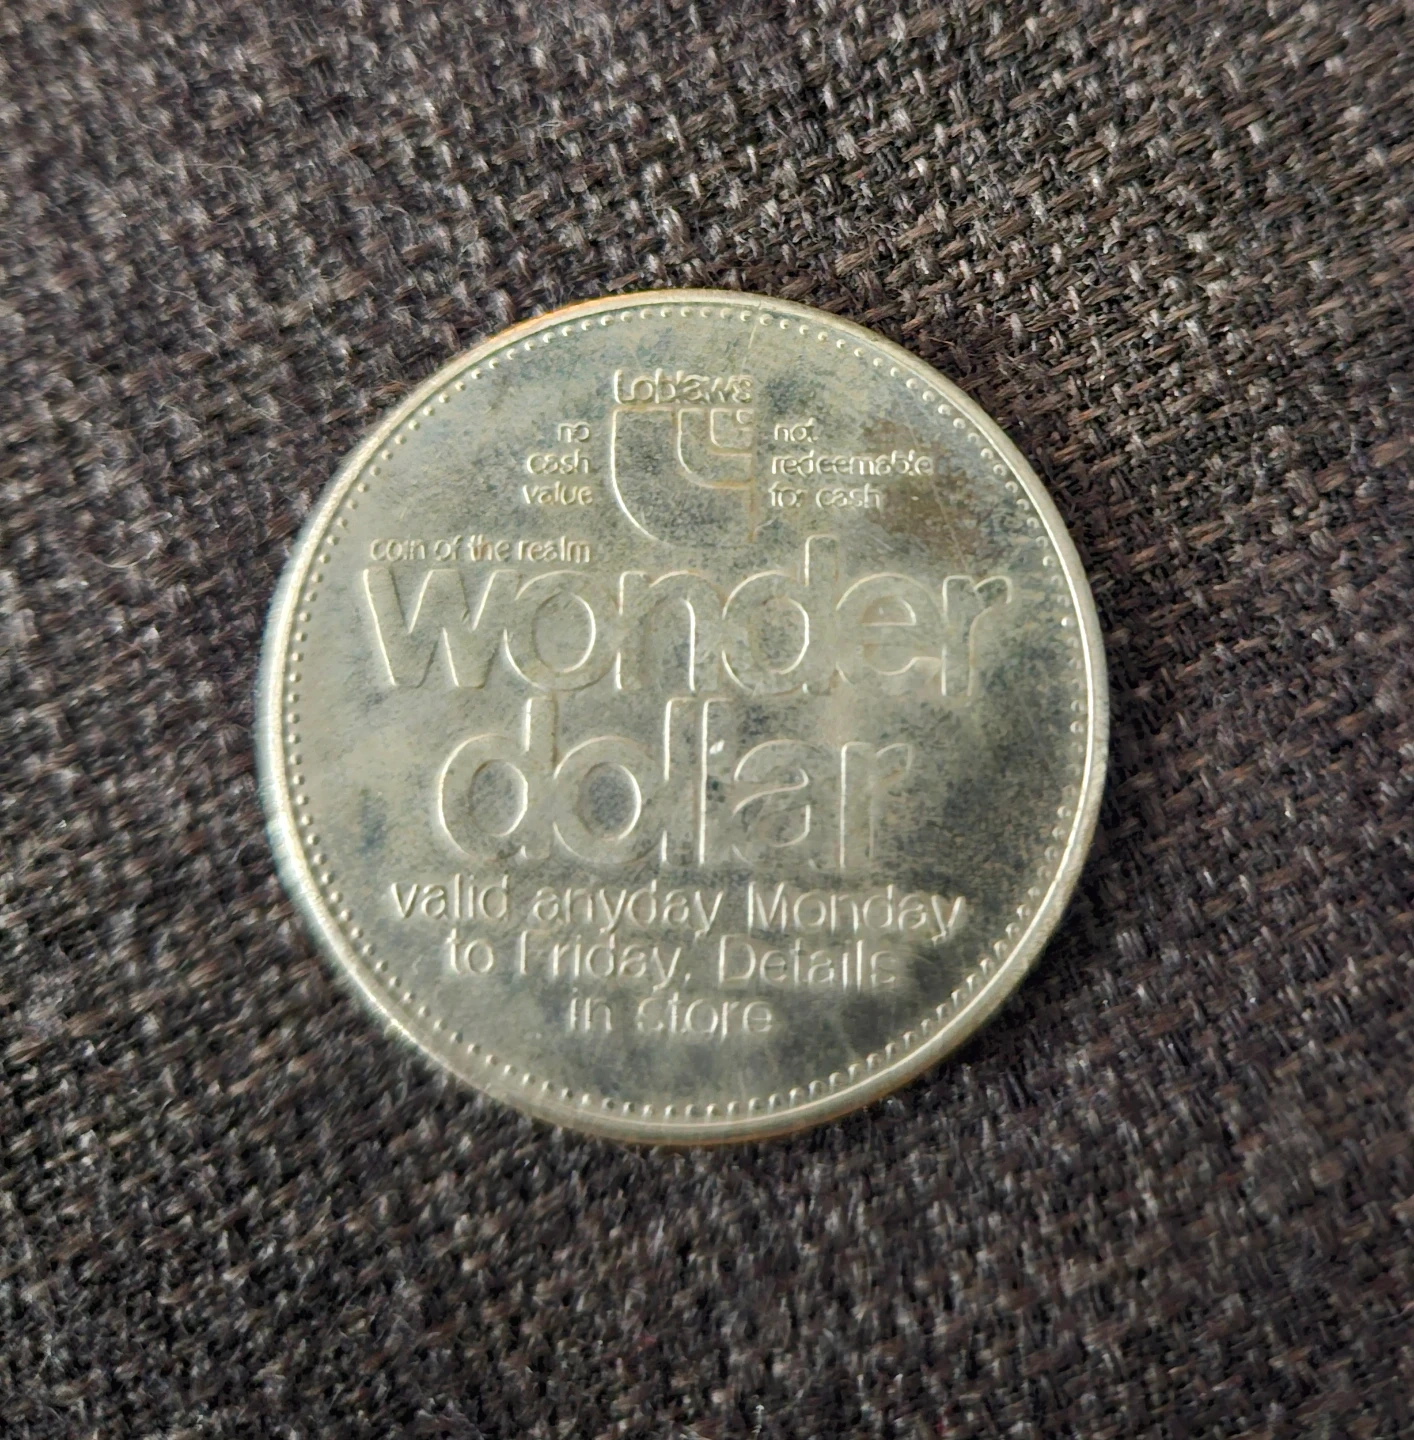 Loblaws
no
cash
value
not
redeemable
for cash
coin of the realm
wonder
dollar
valid anyday Monday
to Friday. Details
in store